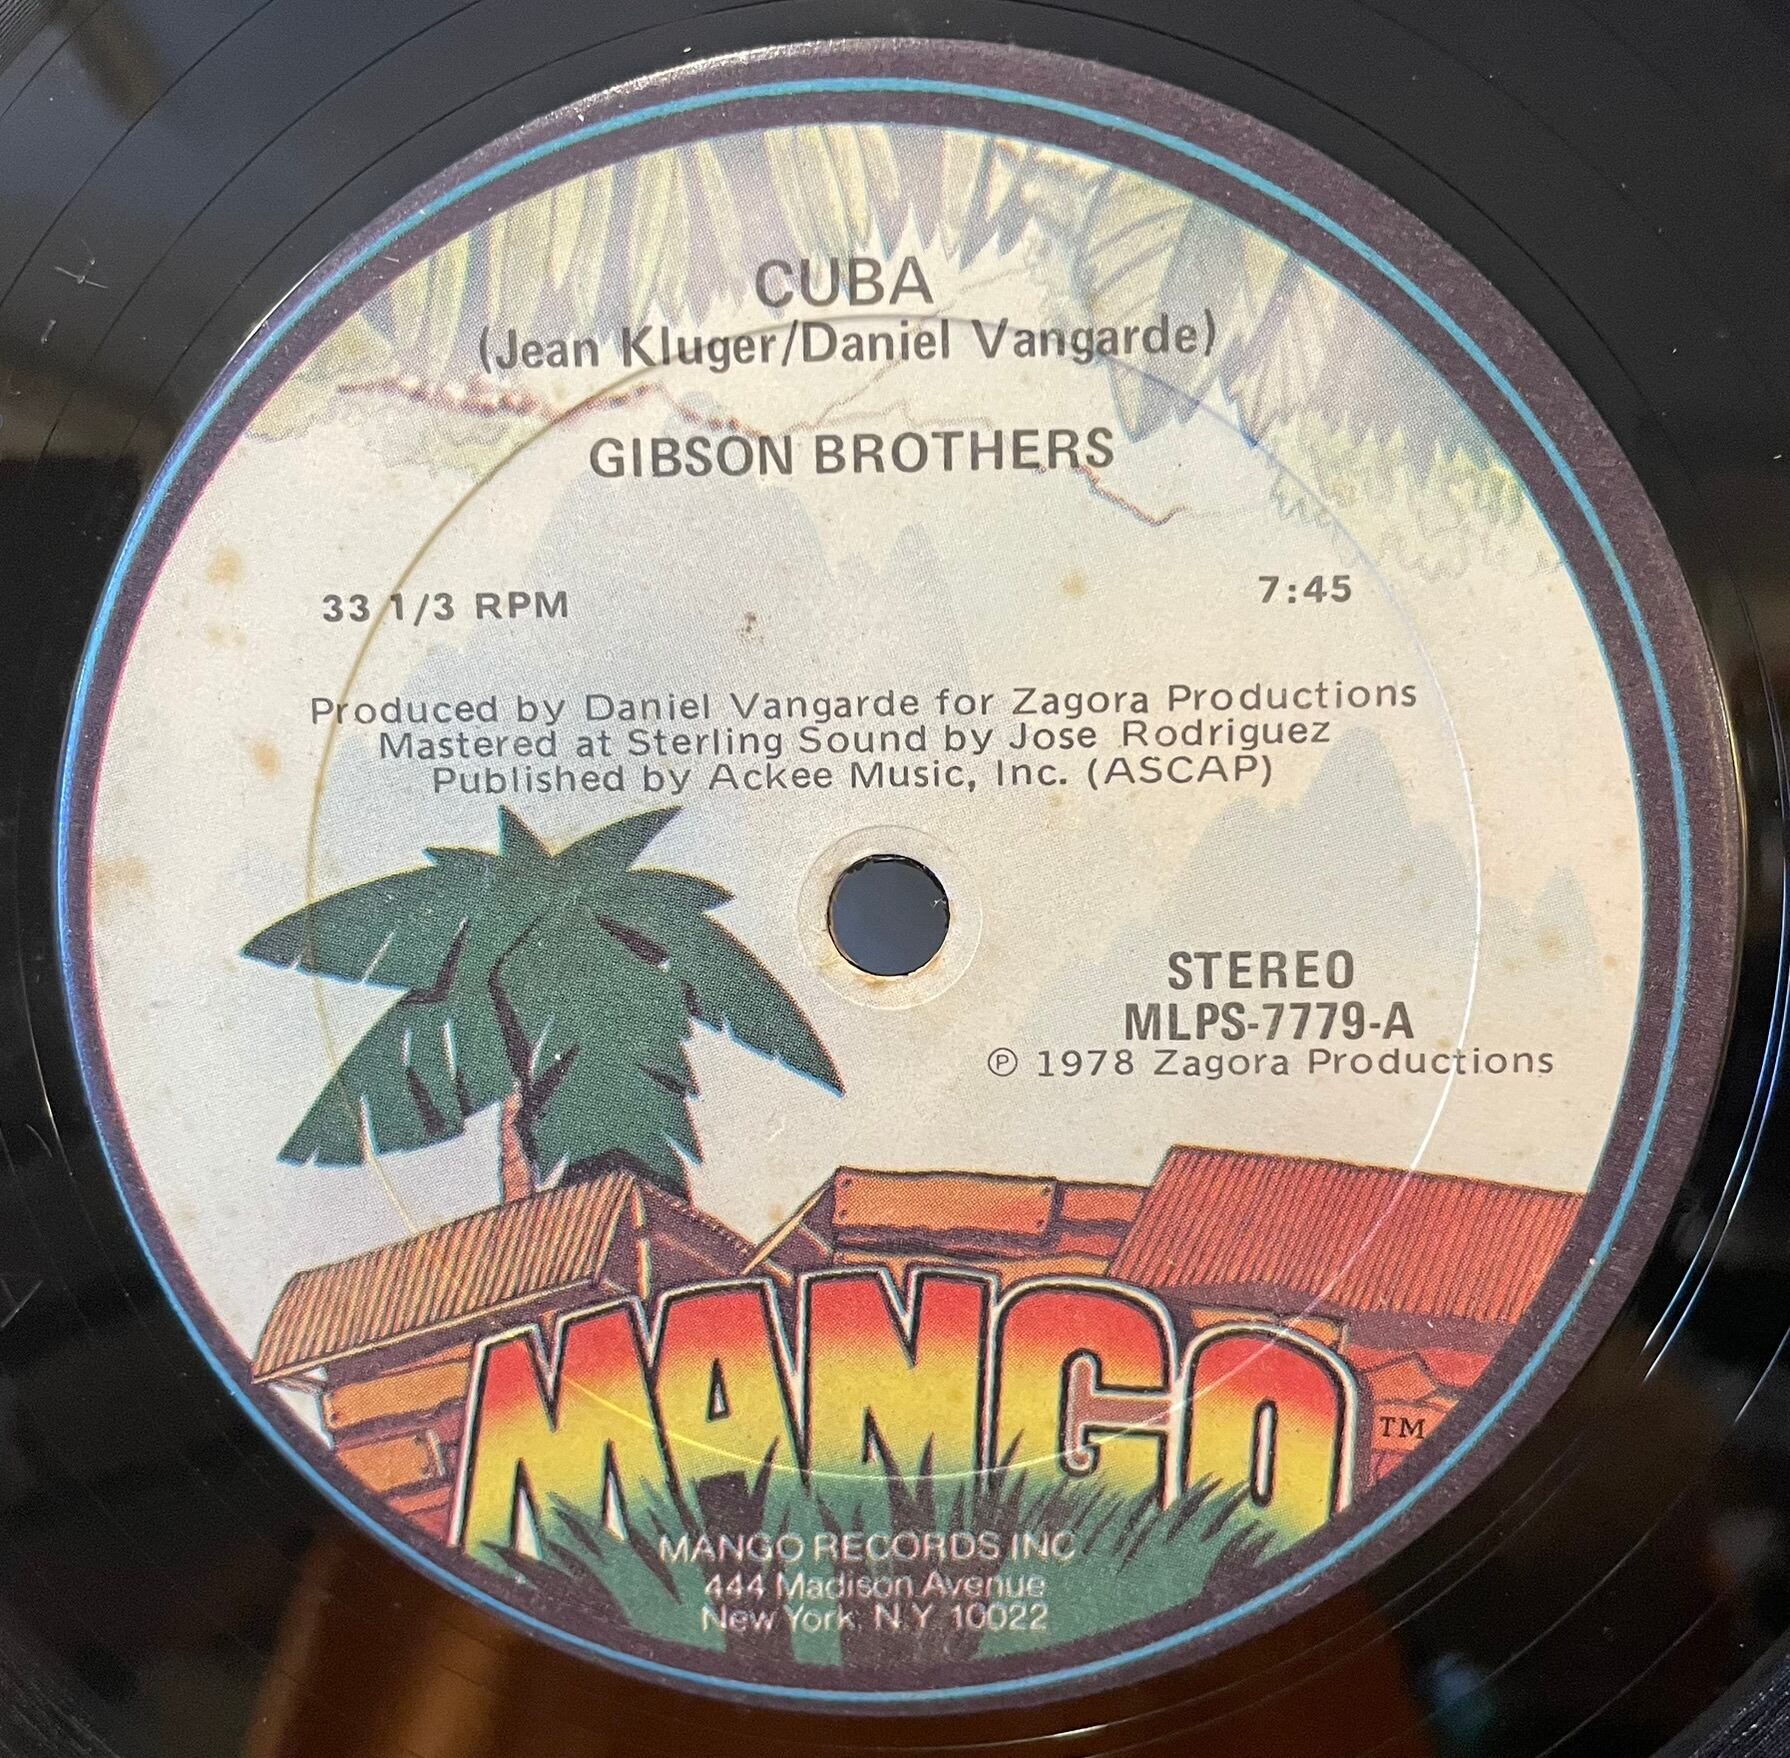 CUBA
(Jean Kluger/Daniel Vangarde)
GIBSON BROTHERS
33 1/3 RPM
7:45
Produced by Daniel Vangarde for Zagora Productions
Mastered at Sterling Sound by Jose Rodriguez
Published by Ackee Music, Inc. (ASCAP)
STEREO
MLPS-7779-A
℗ 1978 Zagora Productions
MANGO TM
MANGO RECORDS INC
444 Madison Avenue
New York, N.Y. 10022